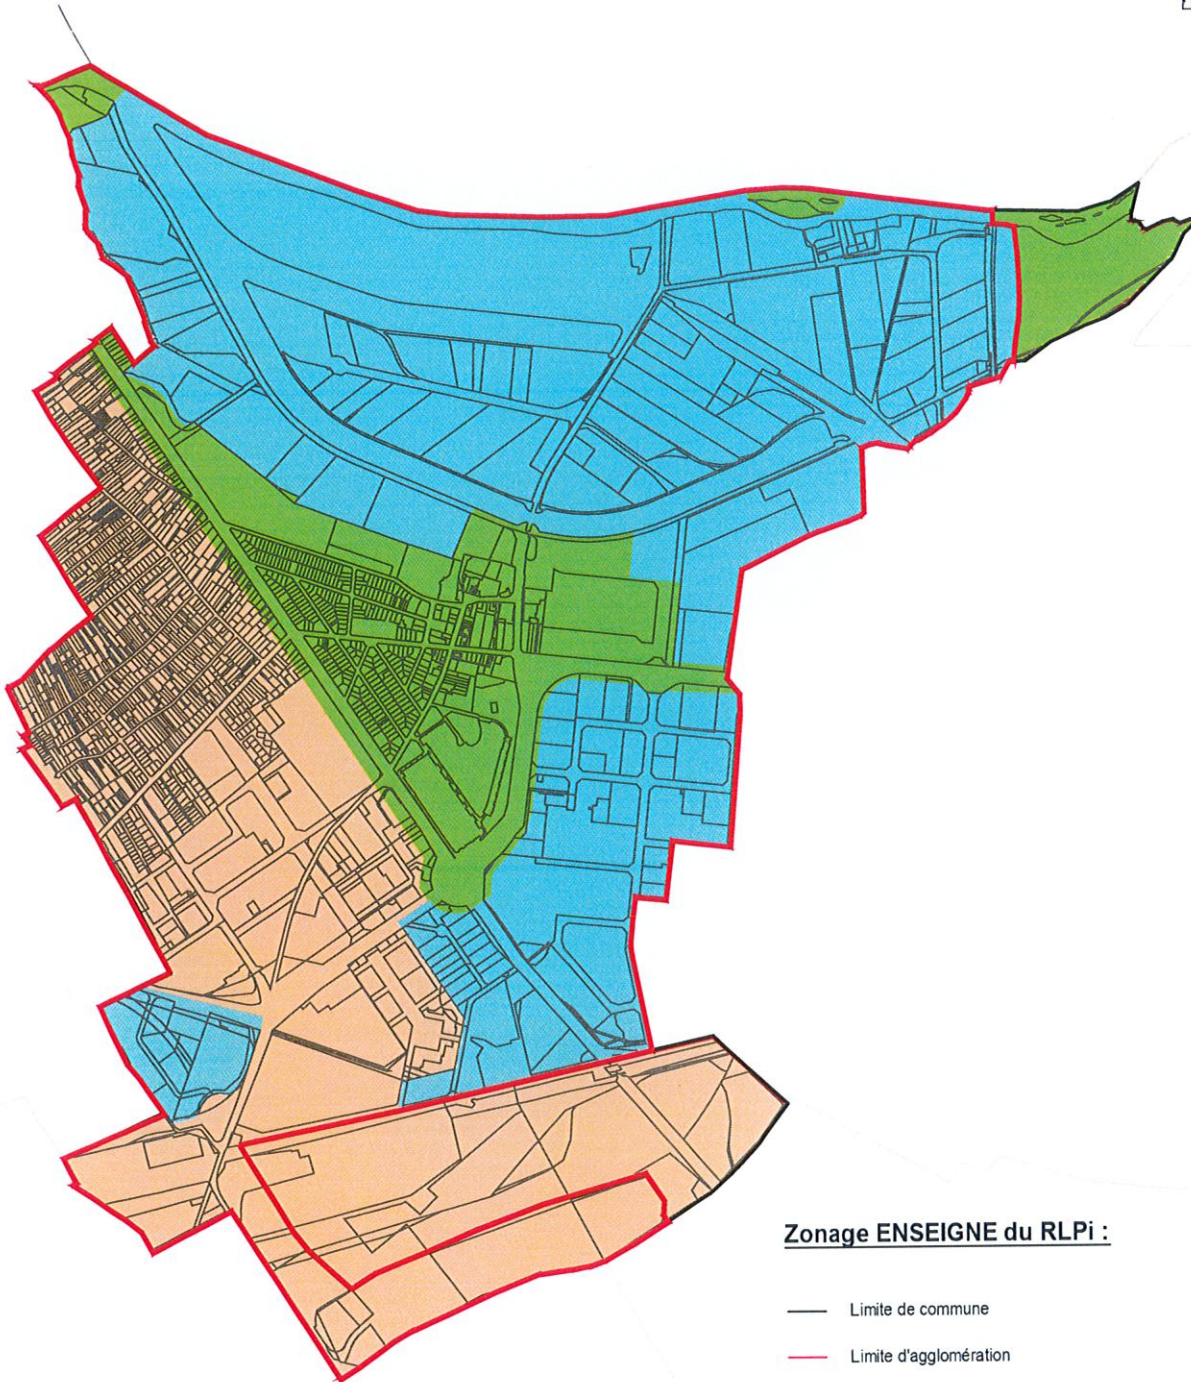 Zonage ENSEIGNE du RLPi :
Limite de commune
Limite d'agglomération